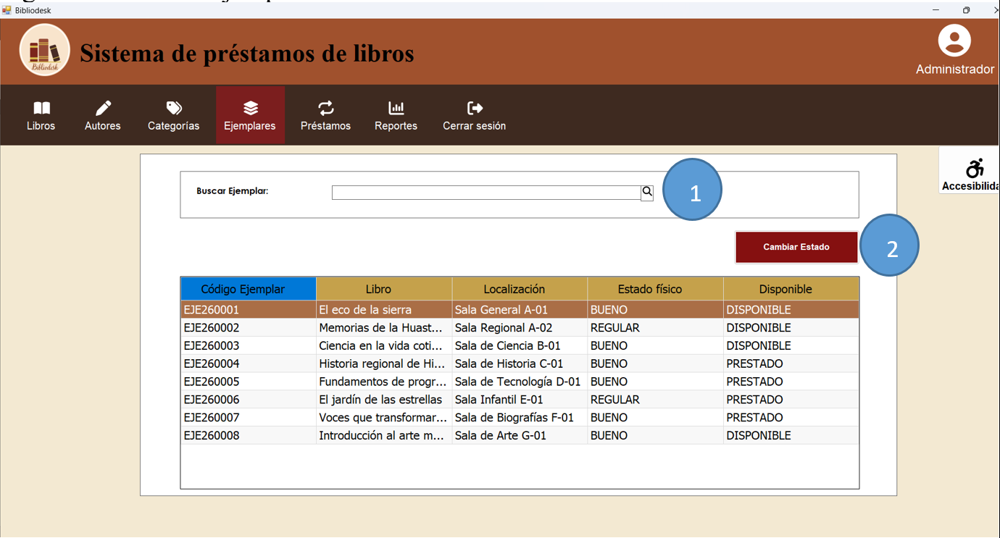 Bibliodesk
Bibliodesk
Sistema de préstamos de libros
Administrador
Libros Autores Categorías Ejemplares Préstamos Reportes Cerrar sesión
Accesibilida
Buscar Ejemplar:
1
Cambiar Estado
2
Código Ejemplar Libro Localización Estado físico Disponible
EJE260001 El eco de la sierra Sala General A-01 BUENO DISPONIBLE
EJE260002 Memorias de la Huast... Sala Regional A-02 REGULAR DISPONIBLE
EJE260003 Ciencia en la vida coti... Sala de Ciencia B-01 BUENO DISPONIBLE
EJE260004 Historia regional de Hi... Sala de Historia C-01 BUENO PRESTADO
EJE260005 Fundamentos de progr... Sala de Tecnología D-01 BUENO PRESTADO
EJE260006 El jardín de las estrellas Sala Infantil E-01 REGULAR PRESTADO
EJE260007 Voces que transformar... Sala de Biografías F-01 BUENO PRESTADO
EJE260008 Introducción al arte m... Sala de Arte G-01 BUENO DISPONIBLE